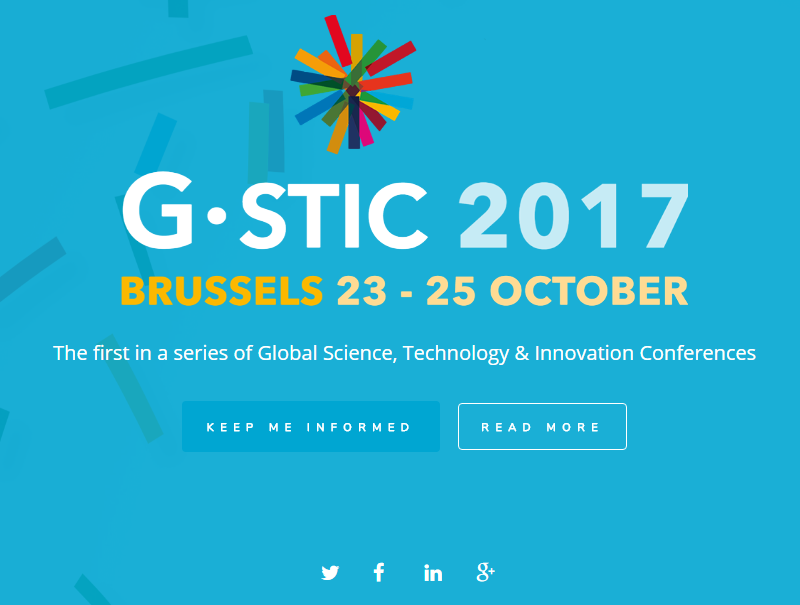 G·STIC 2017
BRUSSELS 23 - 25 OCTOBER
The first in a series of Global Science, Technology & Innovation Conferences
KEEP ME INFORMED READ MORE